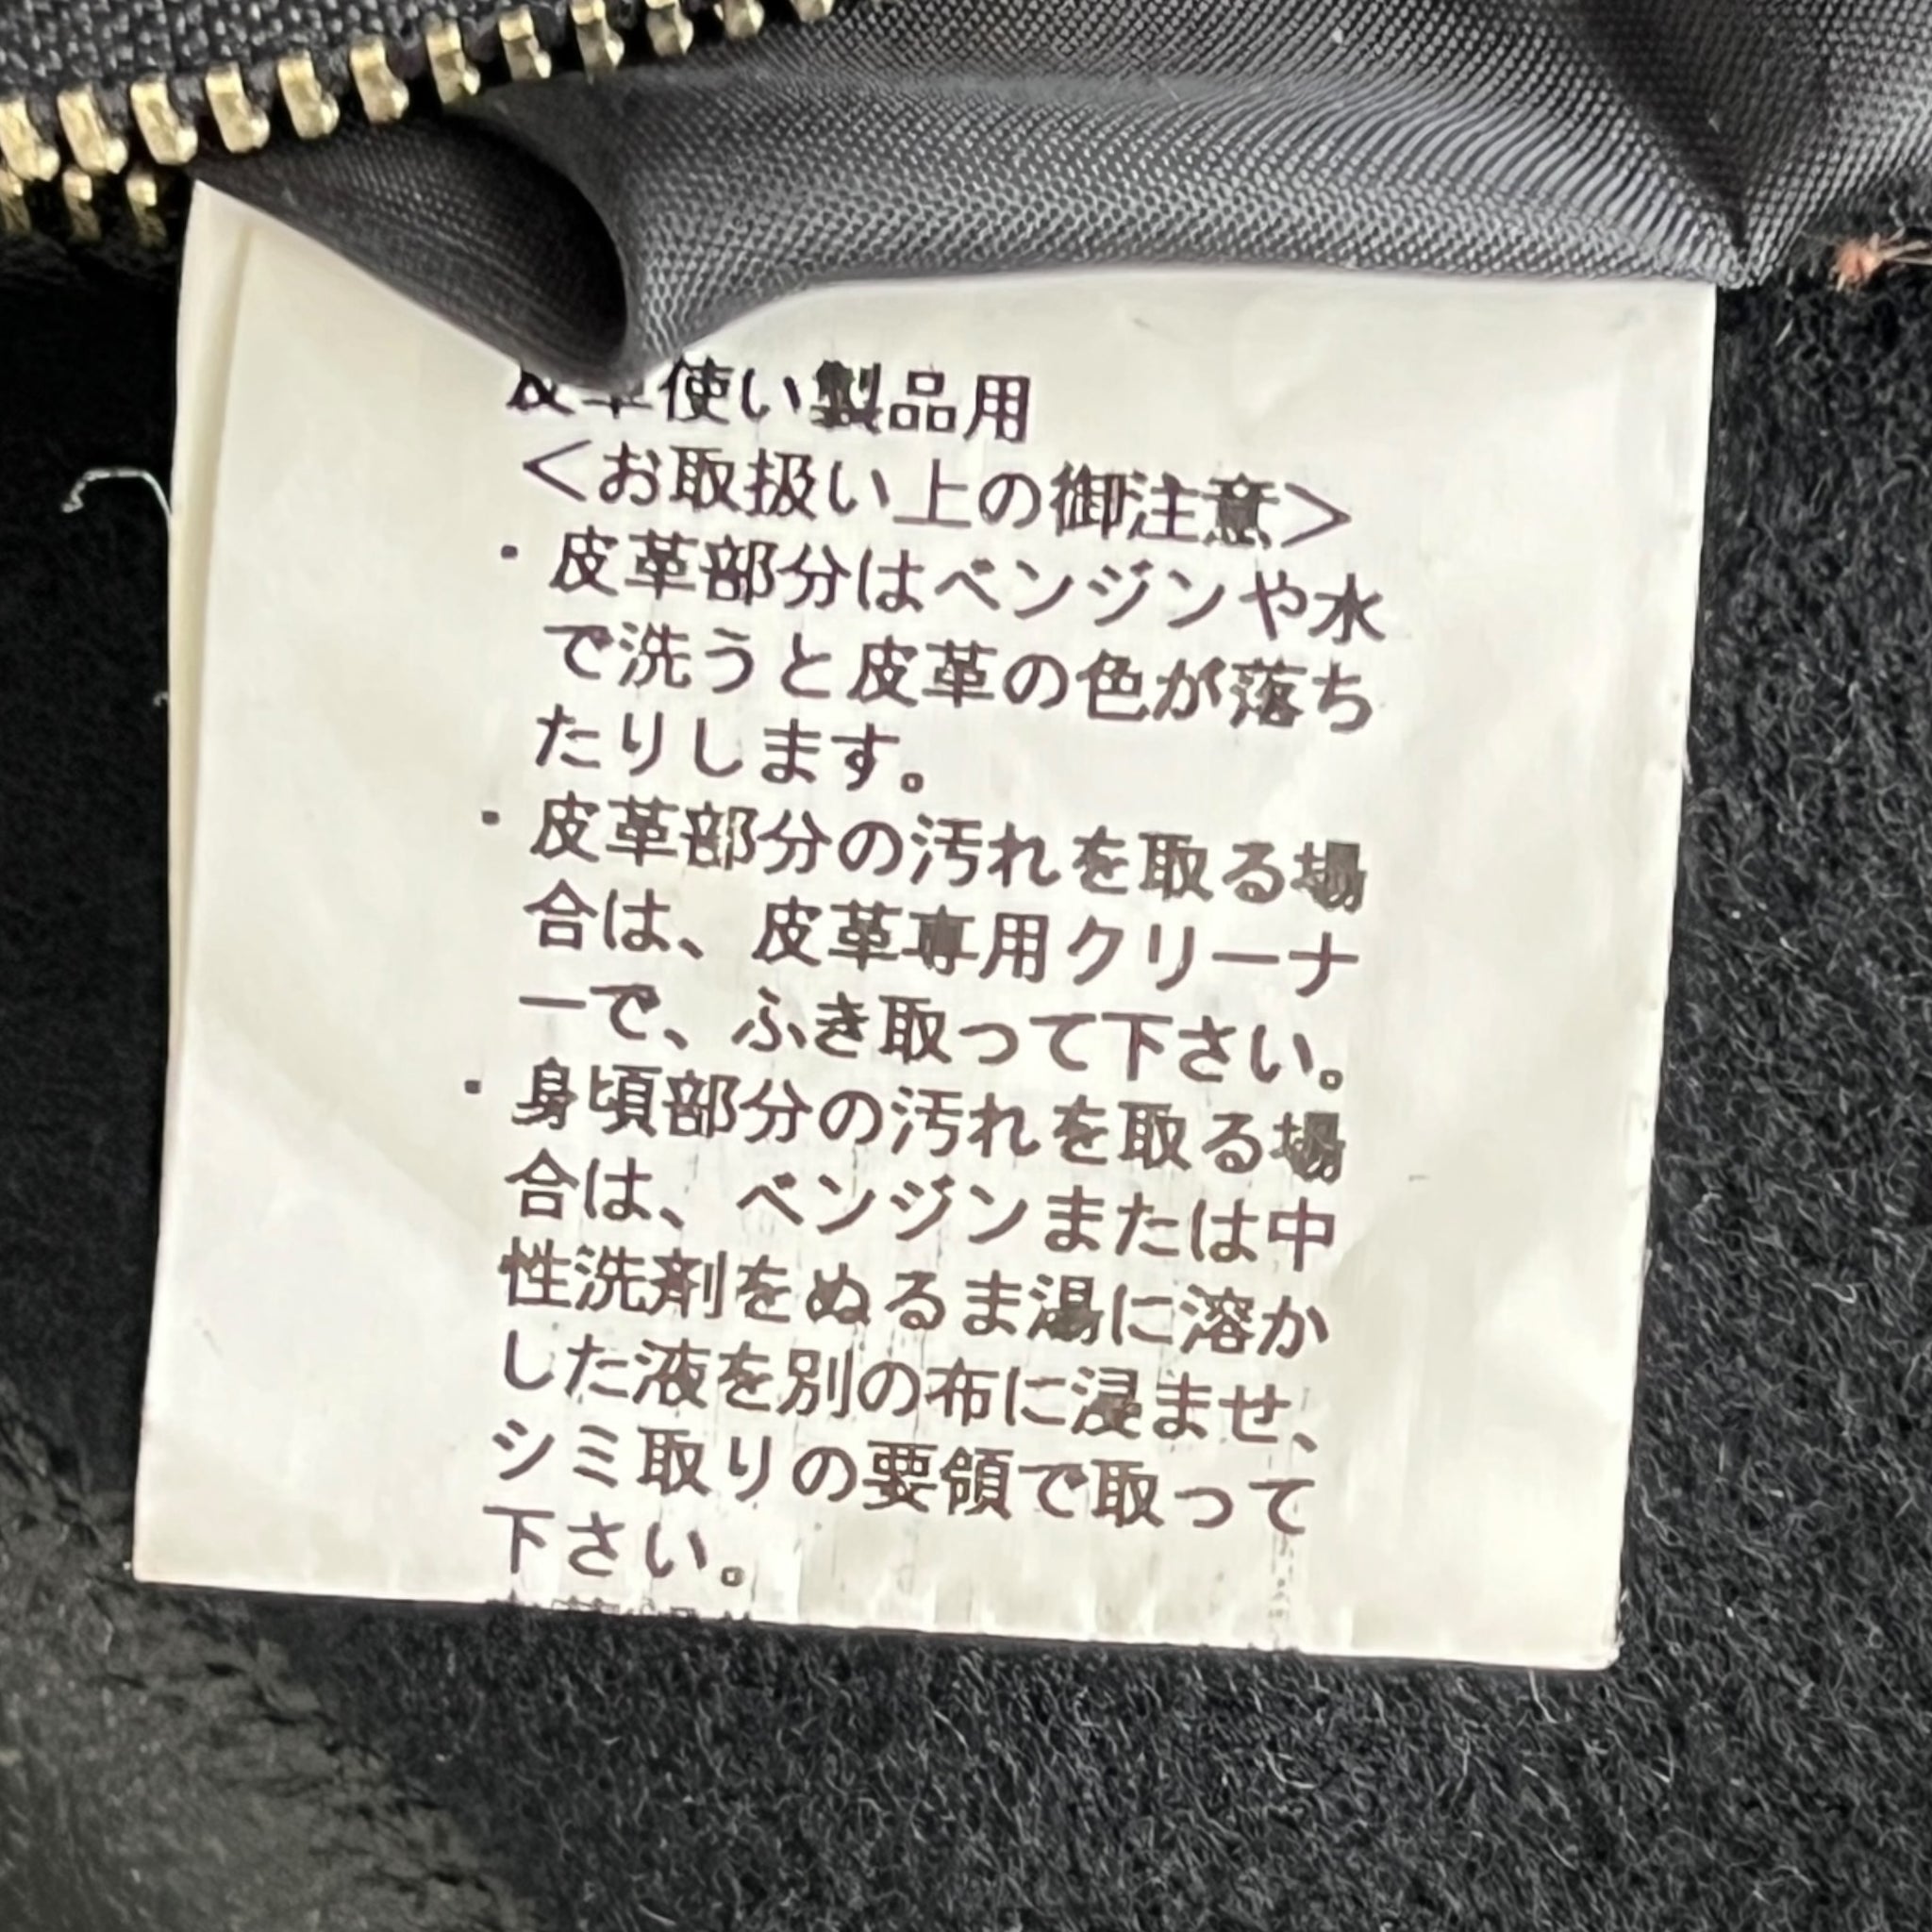 皮革使い製品用
＜お取扱い上の御注意＞
・皮革部分はベンジンや水
で洗うと皮革の色が落ち
たりします。
・皮革部分の汚れを取る場
合は、皮革専用クリーナ
ーで、ふき取って下さい。
・身頃部分の汚れを取る場
合は、ベンジンまたは中
性洗剤をぬるま湯に溶か
した液を別の布に浸ませ、
シミ取りの要領で取って
下さい。